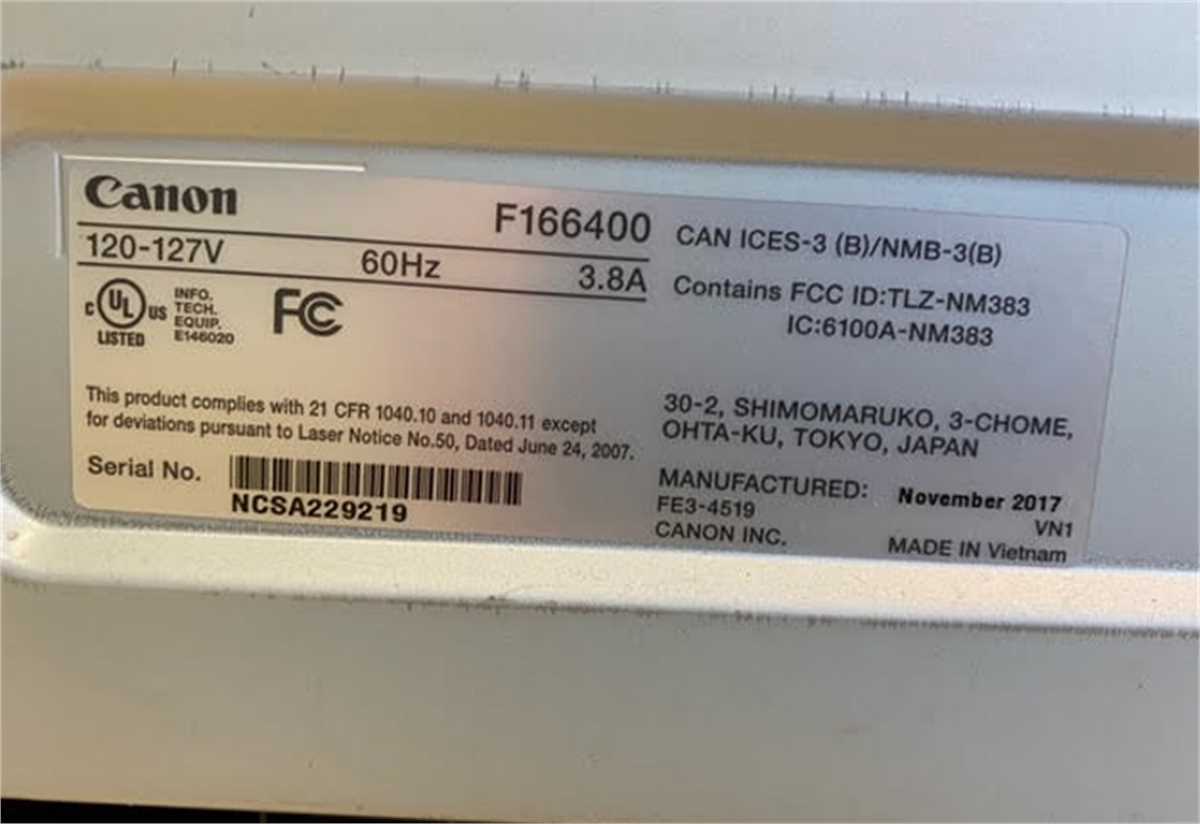 Canon
F166400
120-127V 60Hz 3.8A
C UL US LISTED
INFO.
TECH.
EQUIP.
E146020
FC
This product complies with 21 CFR 1040.10 and 1040.11 except
for deviations pursuant to Laser Notice No.50, Dated June 24, 2007.
Serial No.
NCSA229219
CAN ICES-3 (B)/NMB-3(B)
Contains FCC ID:TLZ-NM383
IC:6100A-NM383
30-2, SHIMOMARUKO, 3-CHOME,
OHTA-KU, TOKYO, JAPAN
MANUFACTURED: November 2017
FE3-4519
VN1
CANON INC.
MADE IN Vietnam